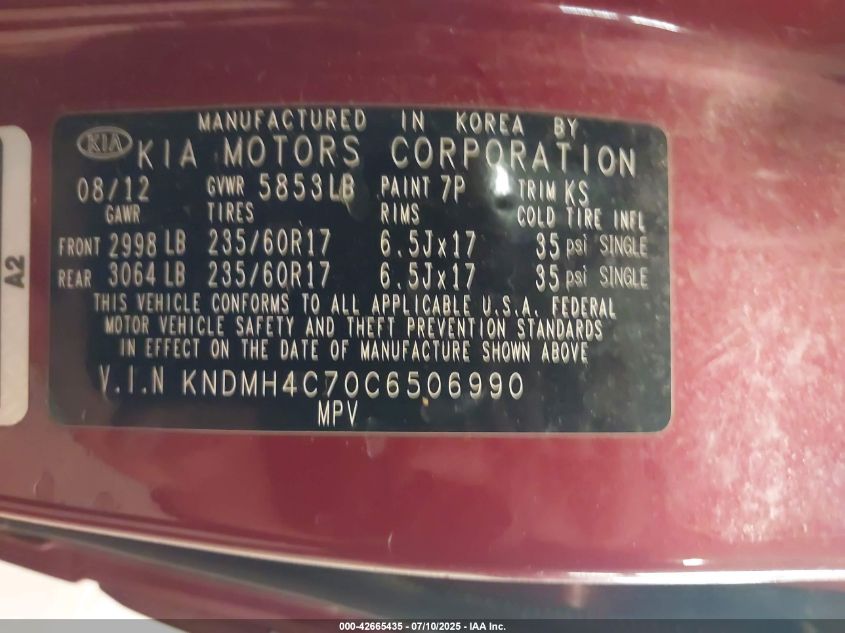 MANUFACTURED IN KOREA BY
KIA KIA MOTORS CORPORATION
08/12 GVWR 5853LB PAINT 7P TRIM KS
GAWR TIRES RIMS COLD TIRE INFL
FRONT 2998 LB 235/60R17 6.5Jx17 35 psi SINGLE
REAR 3064 LB 235/60R17 6.5Jx17 35 psi SINGLE
THIS VEHICLE CONFORMS TO ALL APPLICABLE U.S.A. FEDERAL
MOTOR VEHICLE SAFETY AND THEFT PREVENTION STANDARDS
IN EFFECT ON THE DATE OF MANUFACTURE SHOWN ABOVE
V.I.N KNDMH4C70C6506990
MPV
A2
000-42665435 - 07/10/2025 - IAA Inc.